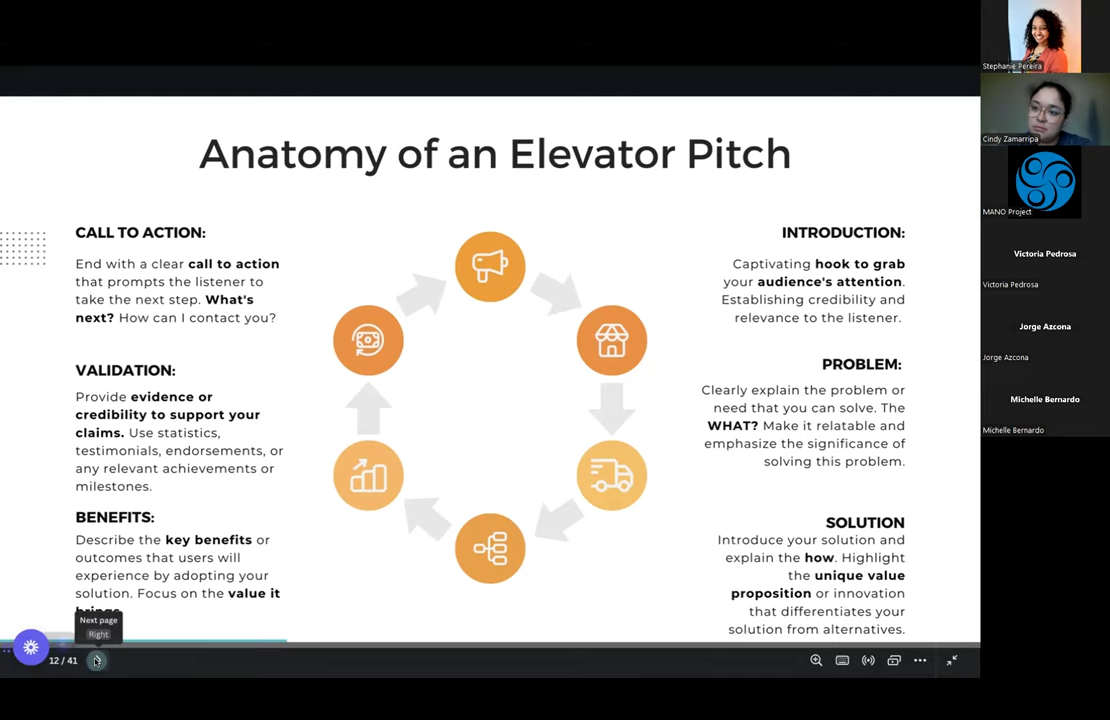 Anatomy of an Elevator Pitch
CALL TO ACTION:
End with a clear call to action
that prompts the listener to
take the next step. What's
next? How can I contact you?
VALIDATION:
Provide evidence or
credibility to support your
claims. Use statistics,
testimonials, endorsements, or
any relevant achievements or
milestones.
BENEFITS:
Describe the key benefits or
outcomes that users will
experience by adopting your
solution. Focus on the value it
brings.
INTRODUCTION:
Captivating hook to grab
your audience's attention.
Establishing credibility and
relevance to the listener.
PROBLEM:
Clearly explain the problem or
need that you can solve. The
WHAT? Make it relatable and
emphasize the significance of
solving this problem.
SOLUTION
Introduce your solution and
explain the how. Highlight
the unique value
proposition or innovation
that differentiates your
solution from alternatives.
Next page
Right
12 / 41
Stephanie Pereira
Cindy Zamarripa
MANO Project
Victoria Pedrosa
Victoria Pedrosa
Jorge Azcona
Jorge Azcona
Michelle Bernardo
Michelle Bernardo